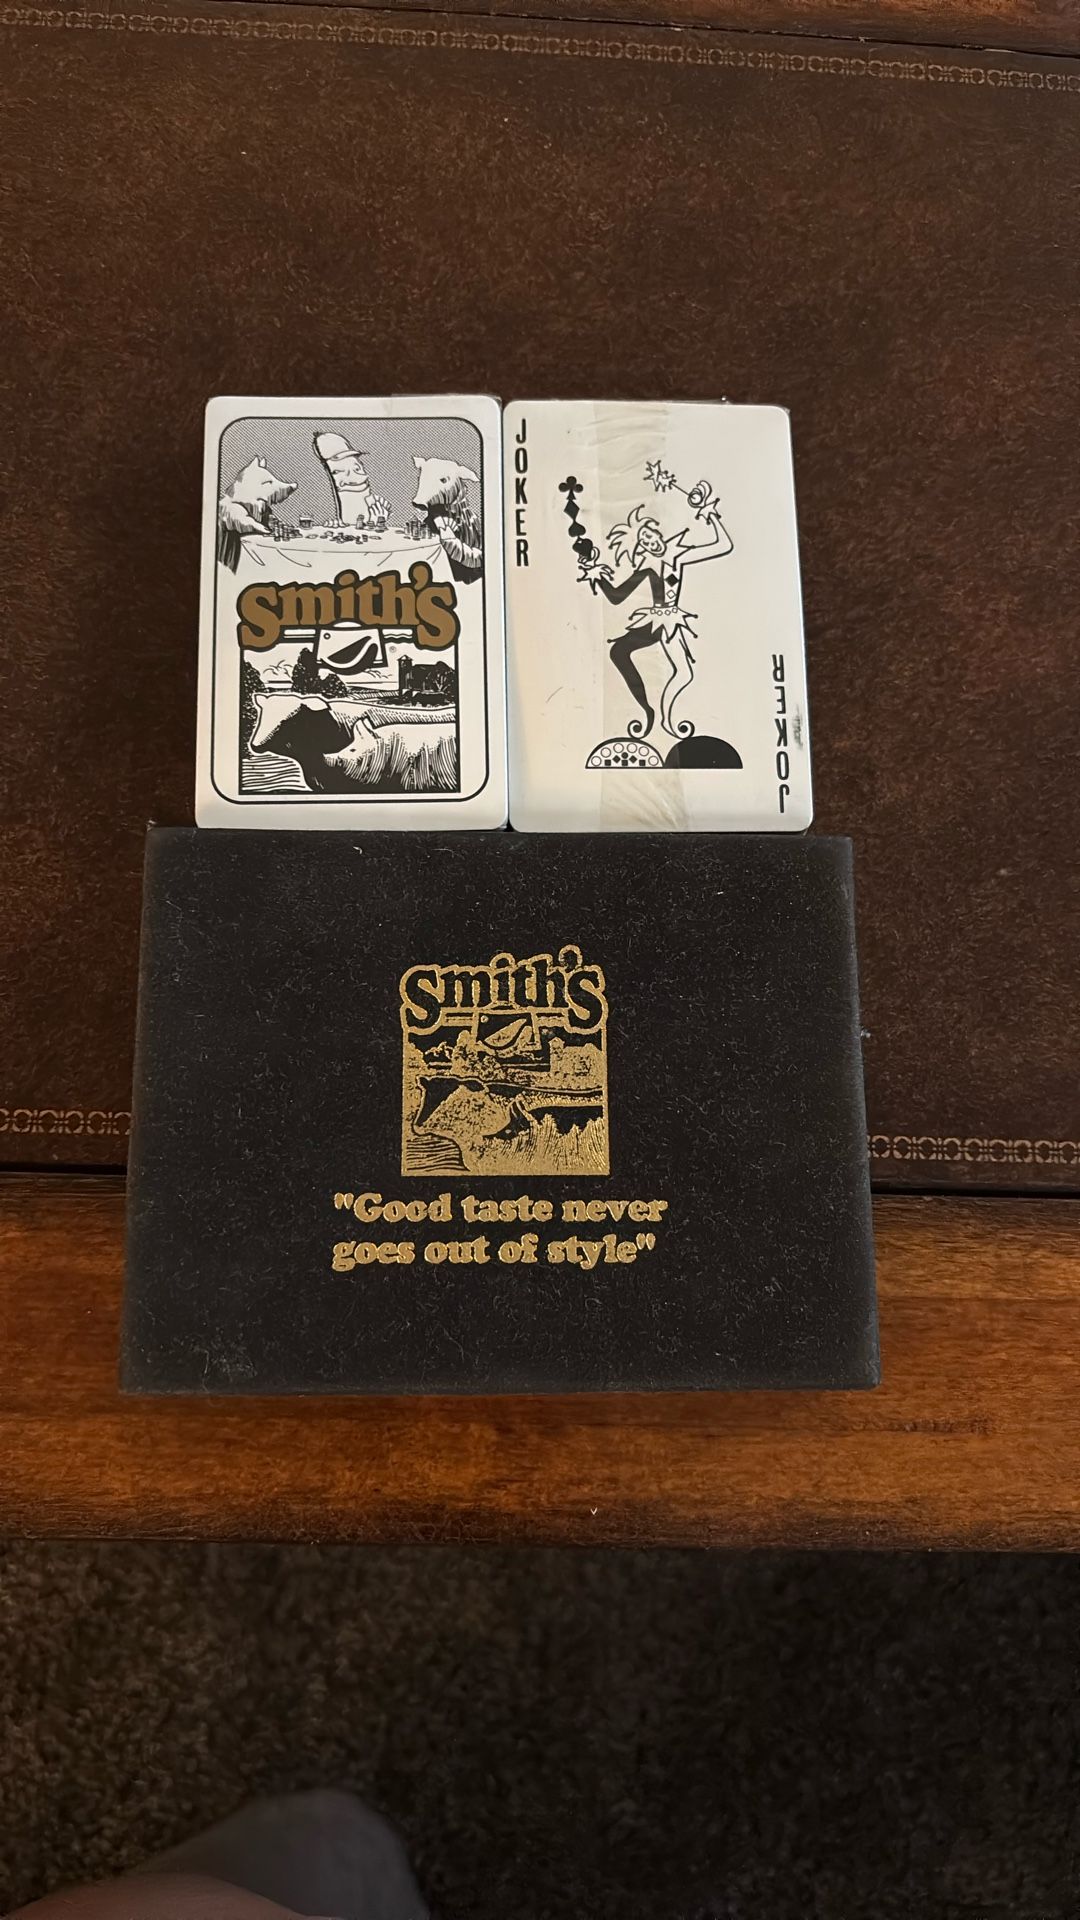 Smith's
®
JOKER
JOKER
Smith's
"Good taste never
goes out of style"